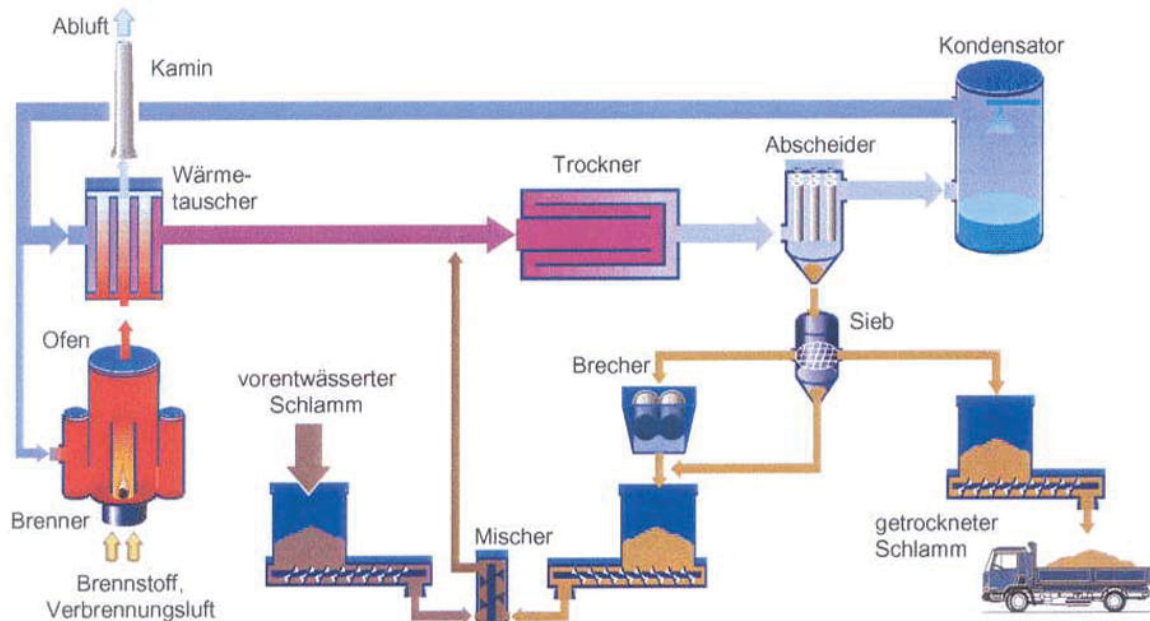 Abluft
Kamin
Kondensator
Wärme-
tauscher
Trockner
Abscheider
Ofen
Sieb
Brecher
vorentwässerter
Schlamm
Brenner
Mischer
getrockneter
Schlamm
Brennstoff,
Verbrennungsluft